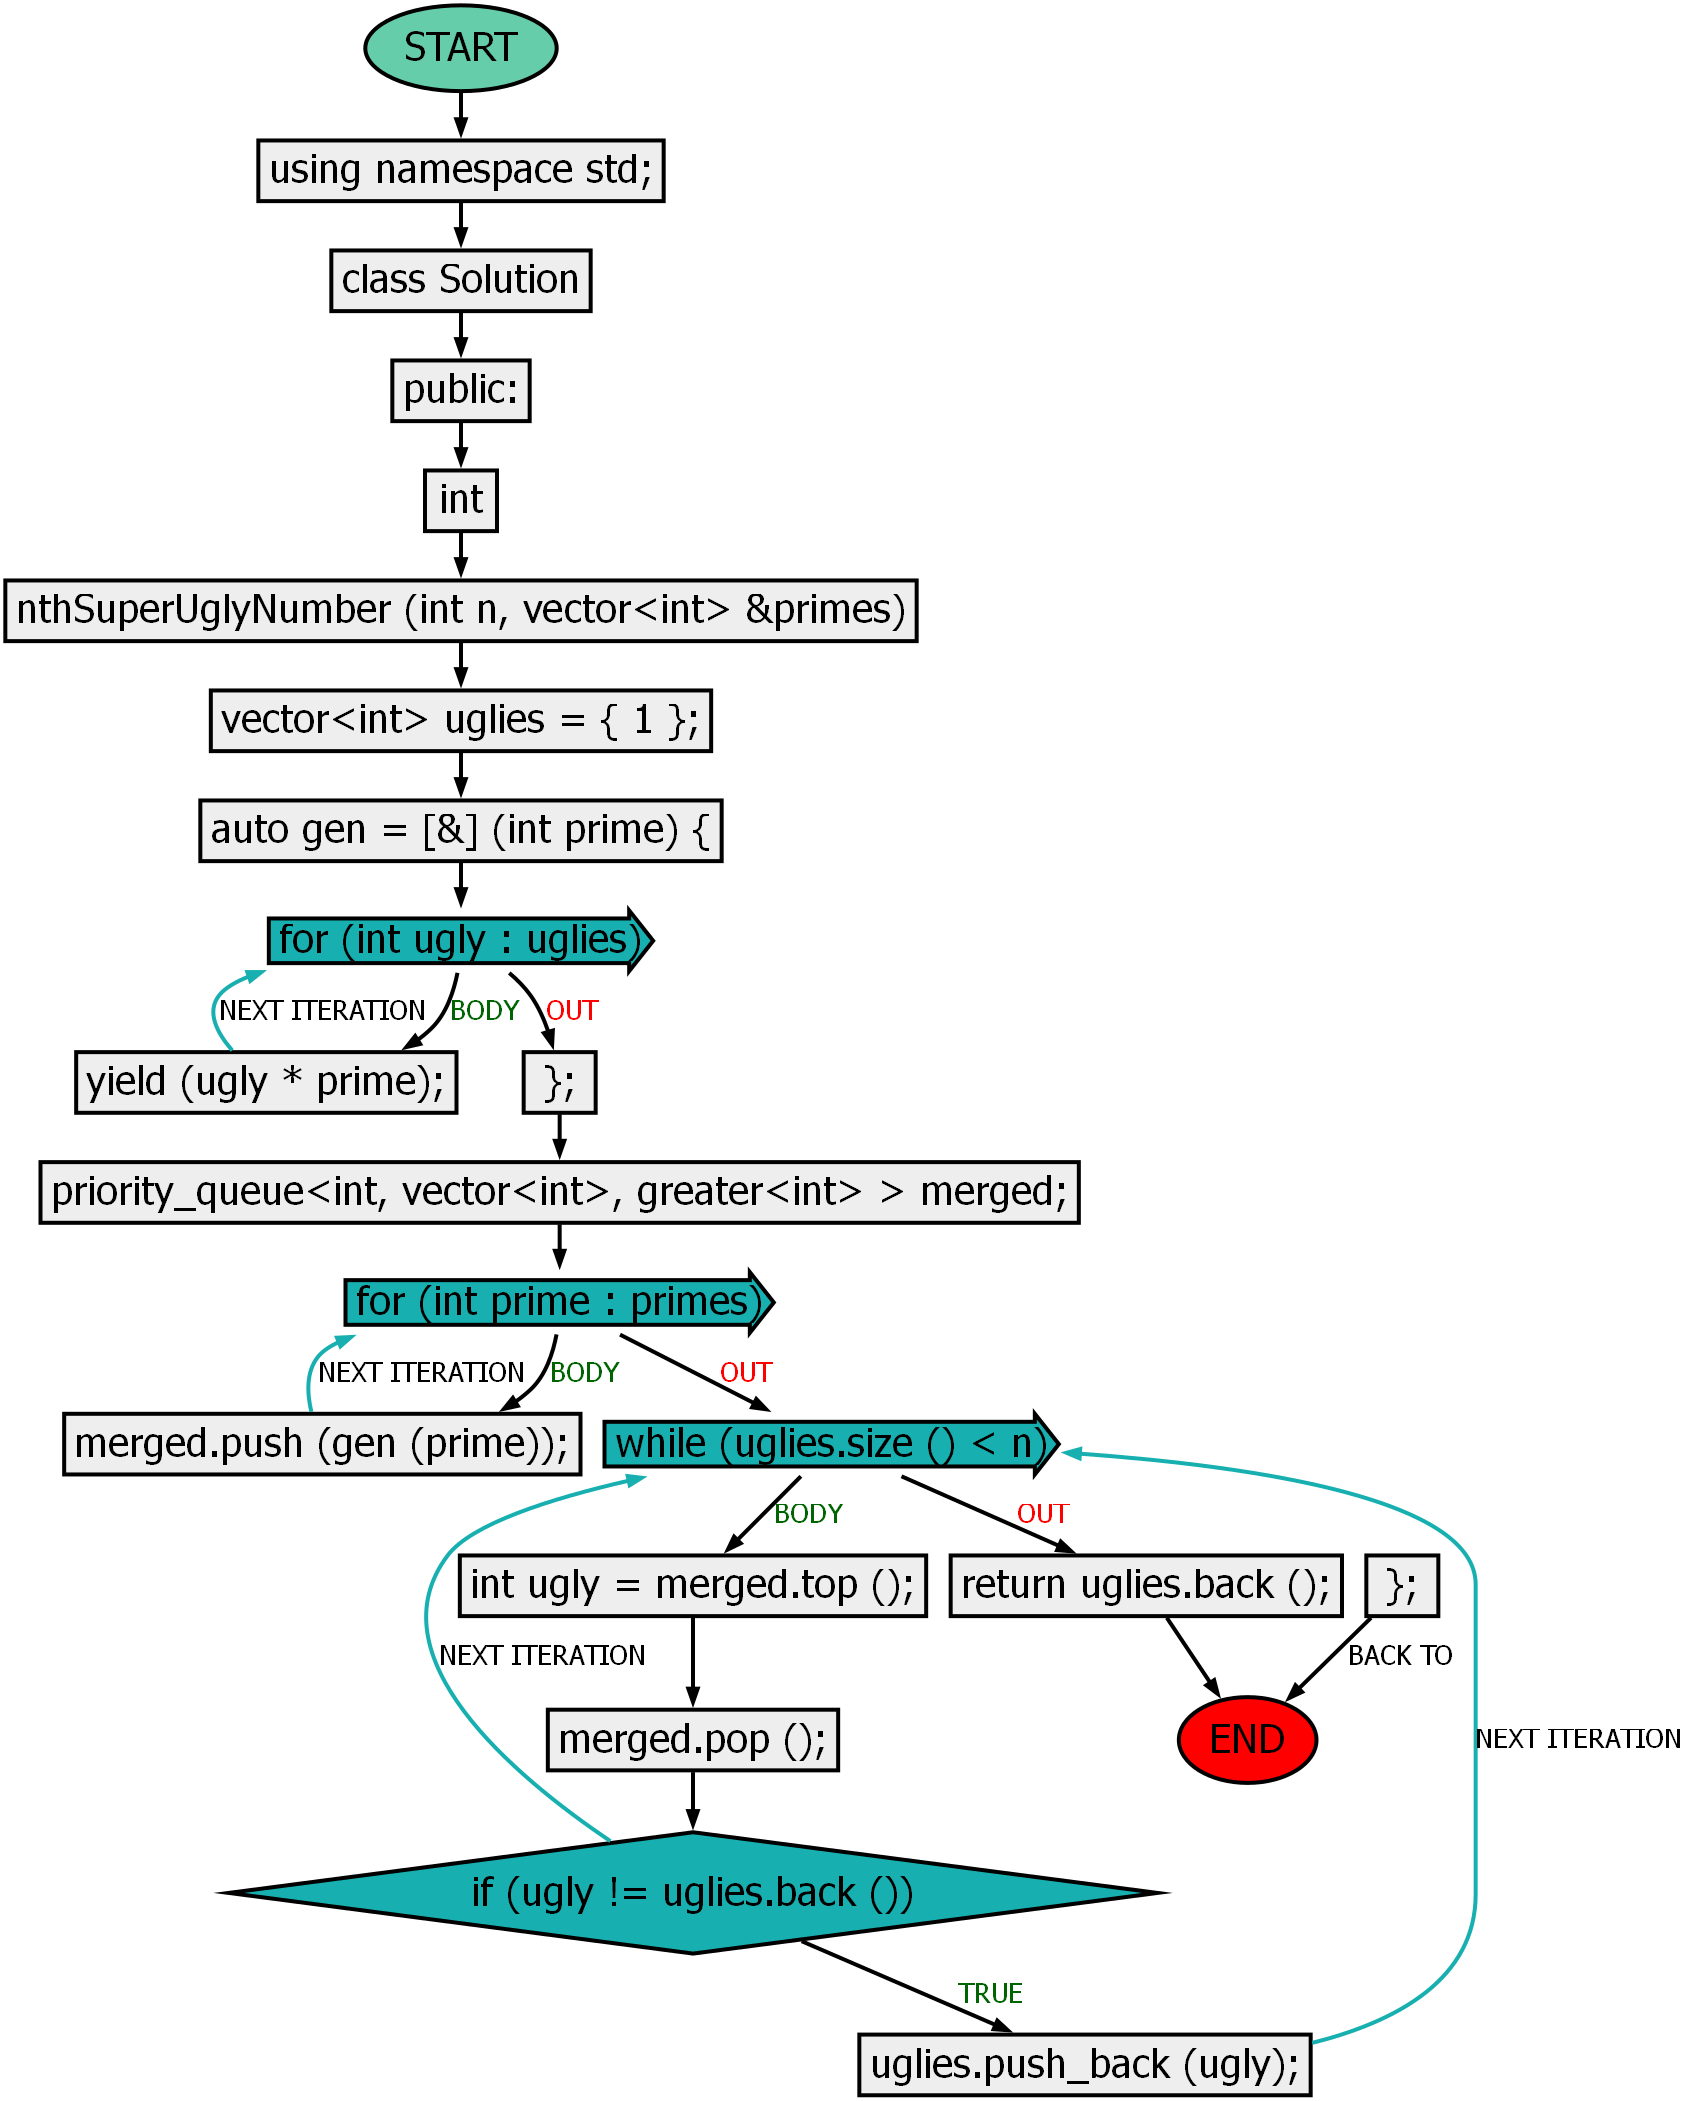 START
using namespace std;
class Solution
public:
int
nthSuperUglyNumber (int n, vector<int> &primes)
vector<int> uglies = { 1 };
auto gen = [&] (int prime) {
for (int ugly : uglies)
NEXT ITERATION
BODY
OUT
yield (ugly * prime);
};
priority_queue<int, vector<int>, greater<int> > merged;
for (int prime : primes)
NEXT ITERATION
BODY
OUT
merged.push (gen (prime));
while (uglies.size () < n)
BODY
OUT
int ugly = merged.top ();
return uglies.back ();
};
NEXT ITERATION
BACK TO
merged.pop ();
END
NEXT ITERATION
if (ugly != uglies.back ())
TRUE
uglies.push_back (ugly);